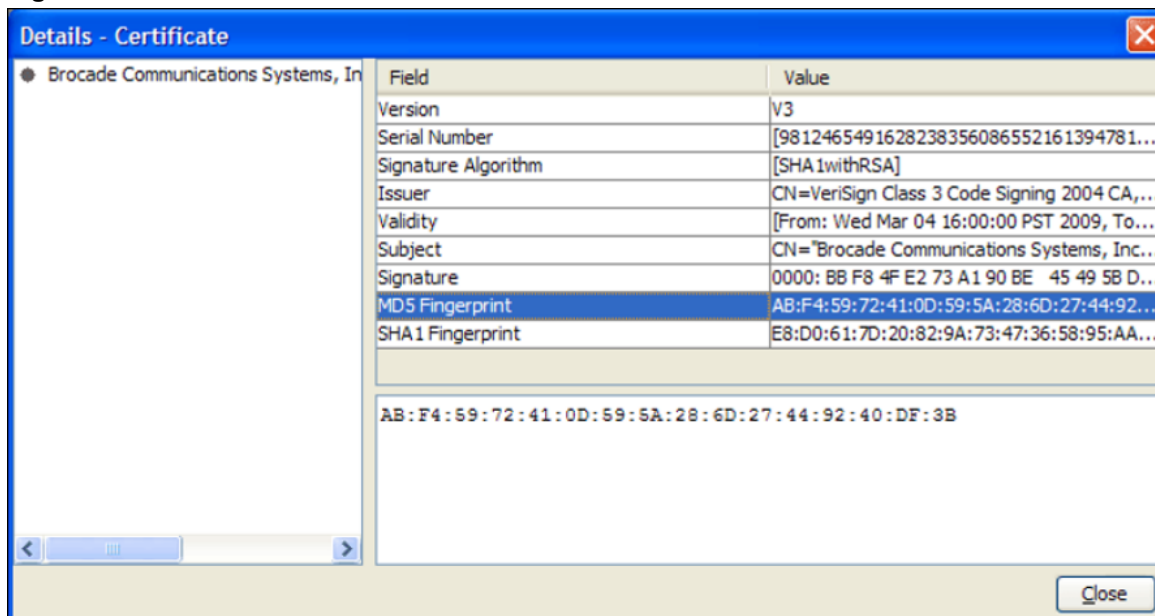 Details - Certificate
Brocade Communications Systems, In
Field Value
Version V3
Serial Number [9812465491628238356086552161394781...
Signature Algorithm [SHA1withRSA]
Issuer CN=VeriSign Class 3 Code Signing 2004 CA,...
Validity [From: Wed Mar 04 16:00:00 PST 2009, To...
Subject CN="Brocade Communications Systems, Inc...
Signature 0000: BB F8 4F E2 73 A1 90 BE 45 49 5B D...
MD5 Fingerprint AB:F4:59:72:41:0D:59:5A:28:6D:27:44:92...
SHA1 Fingerprint E8:D0:61:7D:20:82:9A:73:47:36:58:95:AA...
AB:F4:59:72:41:0D:59:5A:28:6D:27:44:92:40:DF:3B
Close